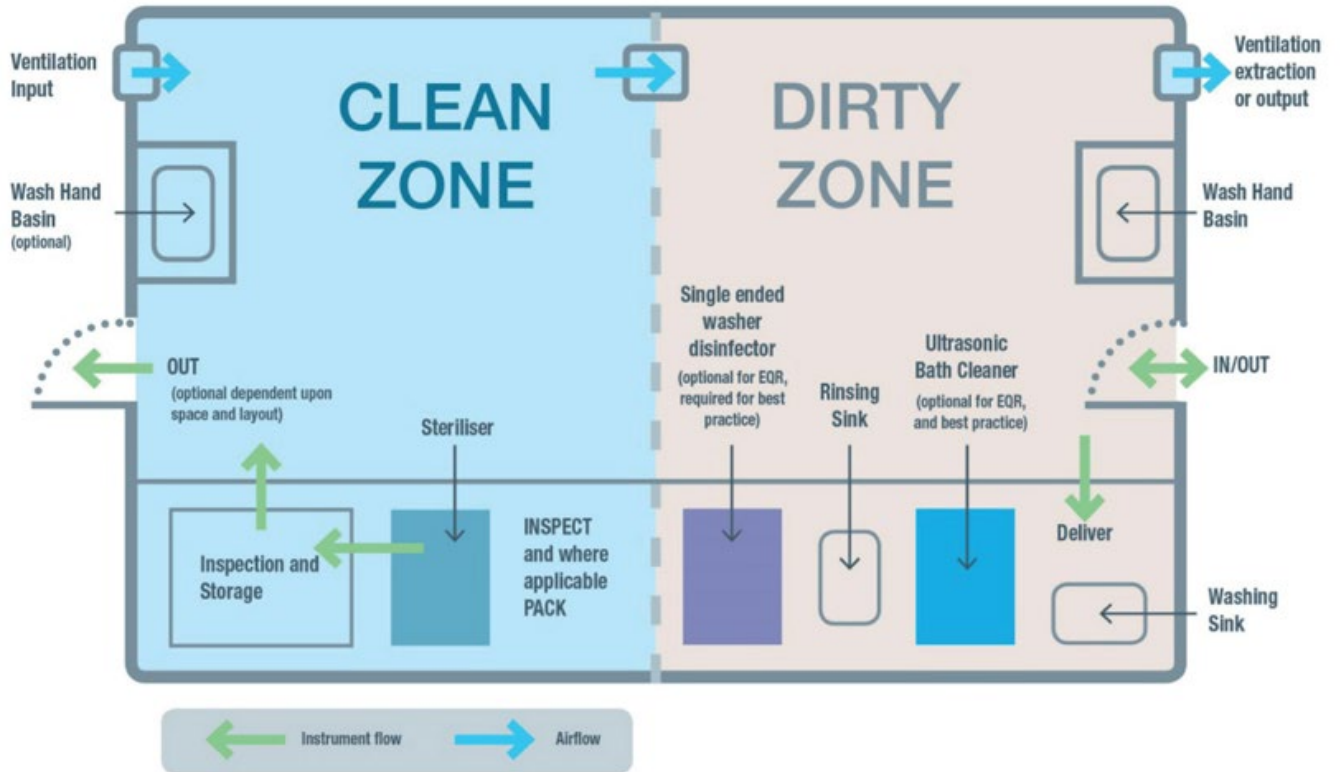 Ventilation
Input
CLEAN
ZONE
DIRTY
ZONE
Ventilation
extraction
or output
Wash Hand
Basin
(optional)
Wash Hand
Basin
OUT
(optional dependent upon
space and layout)
Steriliser
Single ended
washer
disinfector
(optional for EQR,
required for best
practice)
Rinsing
Sink
Ultrasonic
Bath Cleaner
(optional for EQR,
and best practice)
IN/OUT
Inspection and
Storage
INSPECT
and where
applicable
PACK
Deliver
Washing
Sink
Instrument flow
Airflow